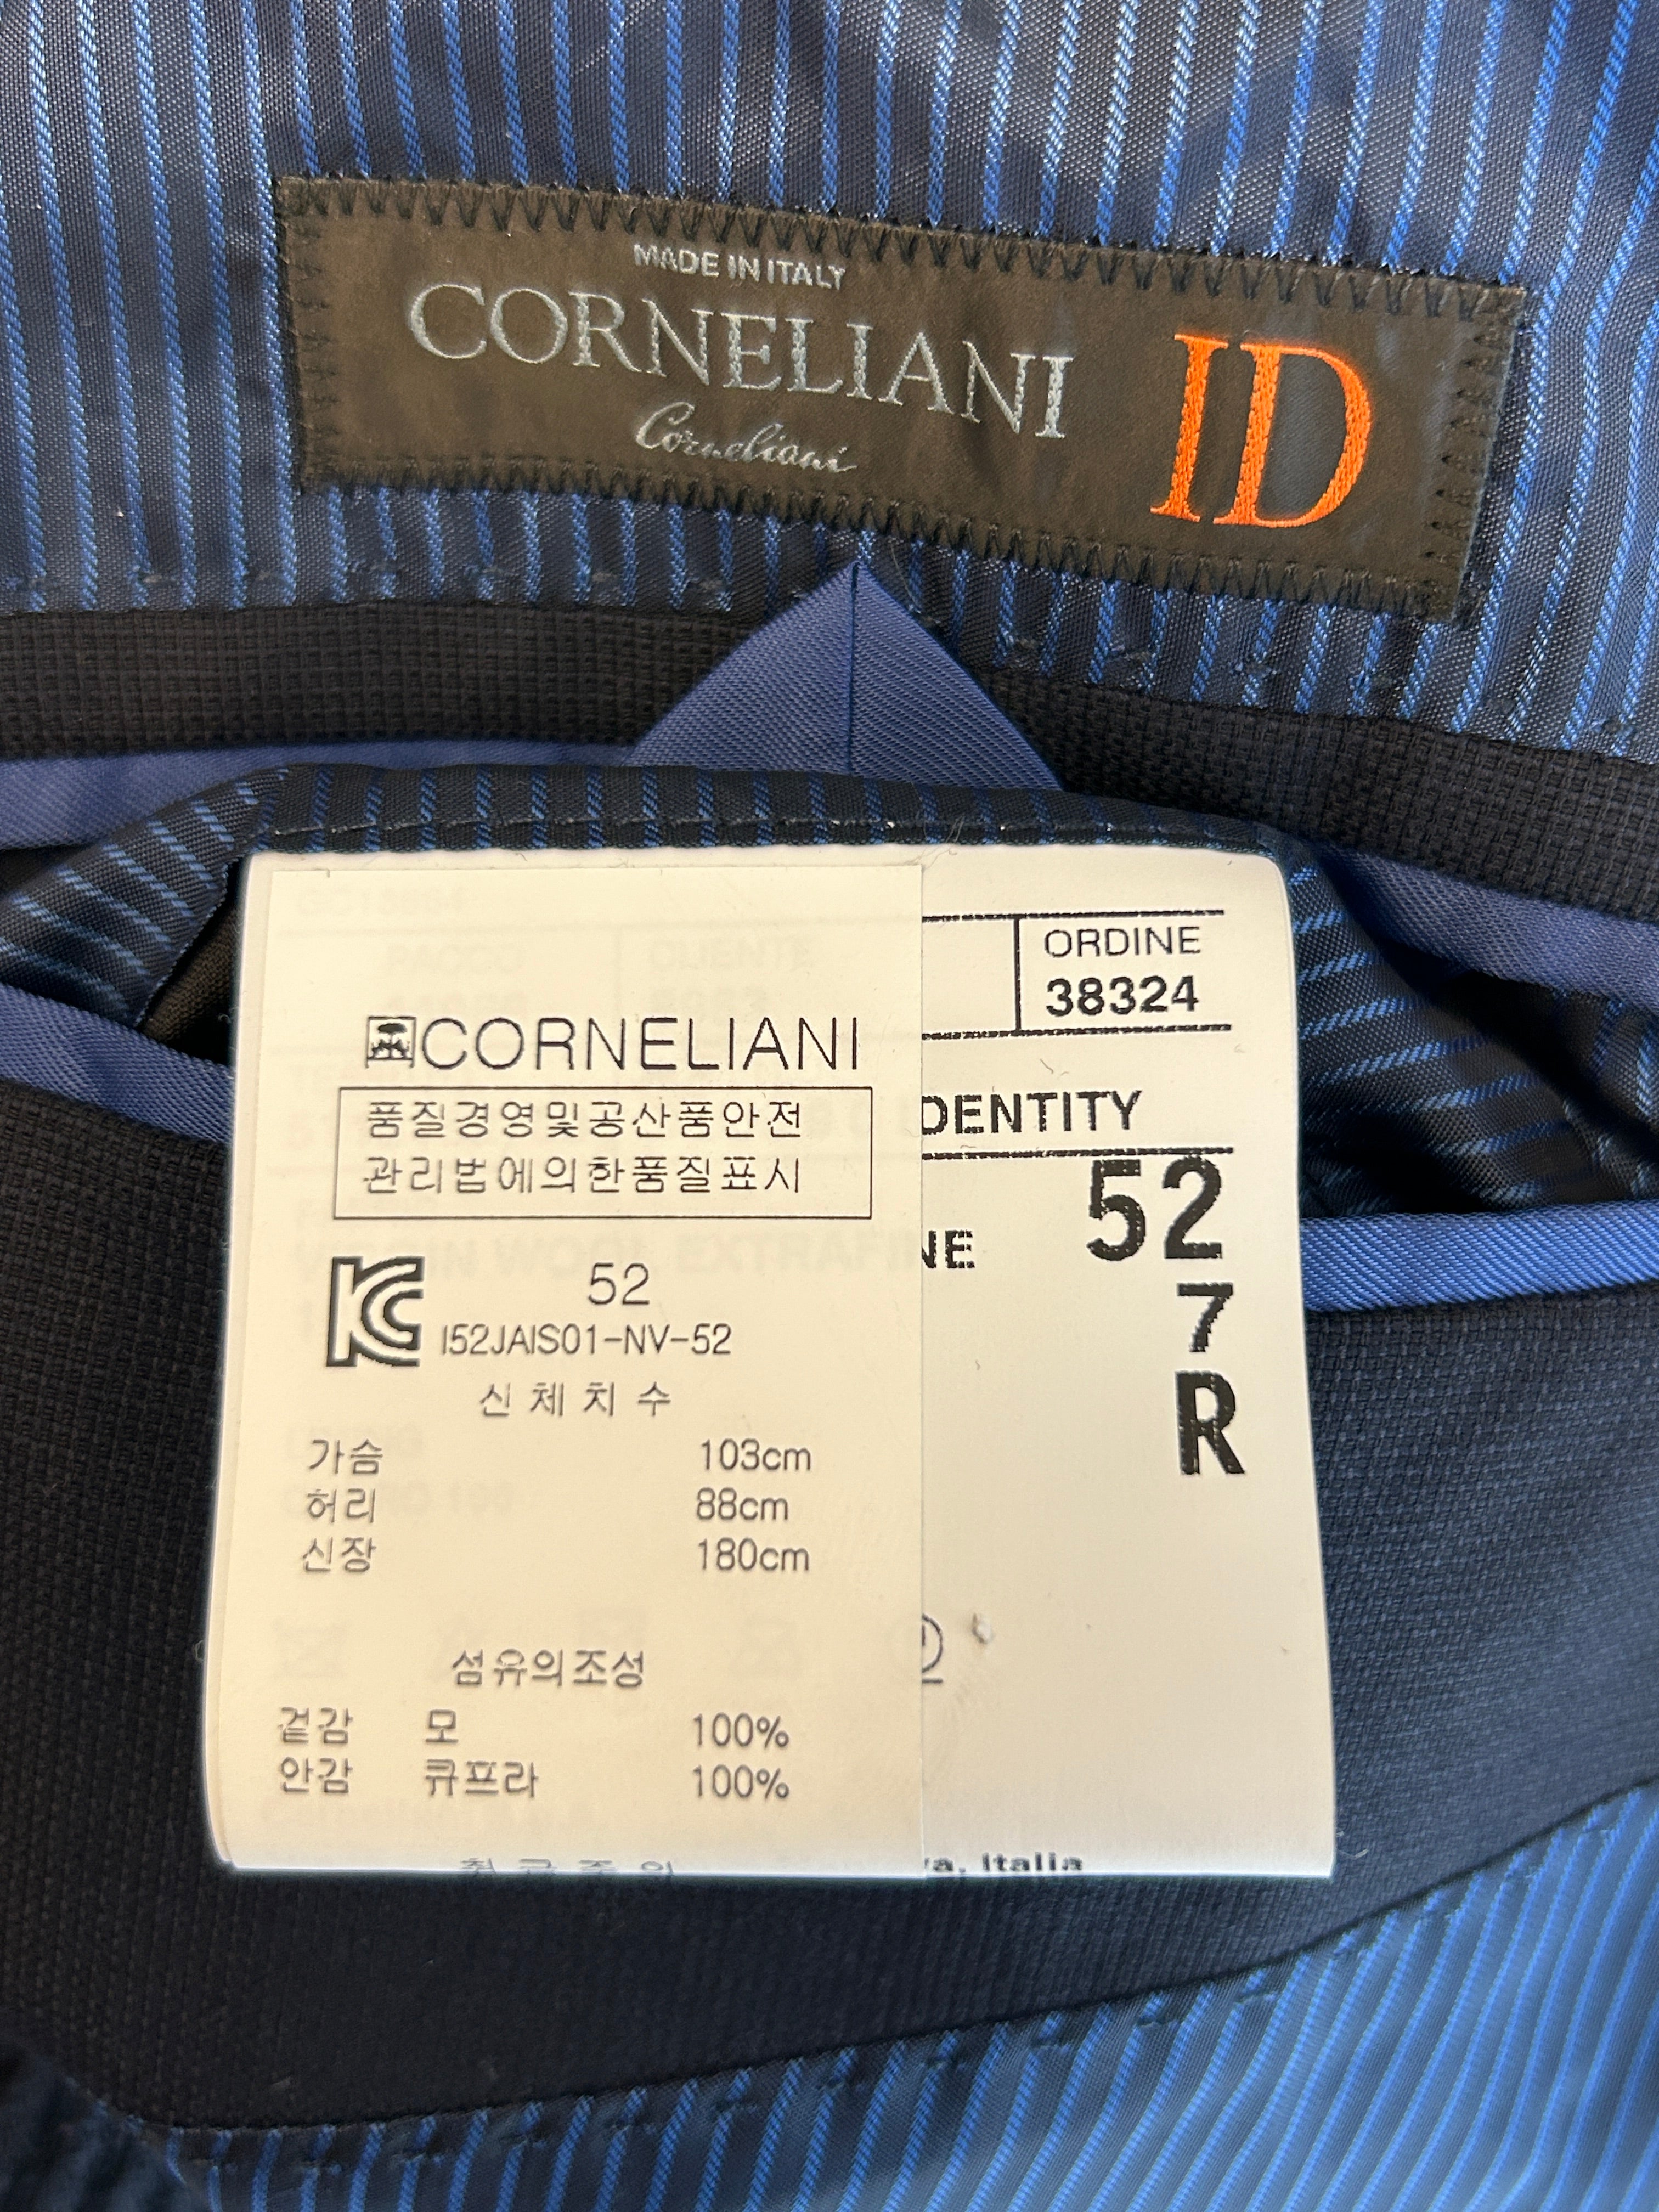 MADE IN ITALY
CORNELIANI ID
Corneliani
ORDINE
38324
CORNELIANI
품질경영및공산품안전
관리법에의한품질표시
DENTITY
52
NE
7
R
52
I52JAIS01-NV-52
신체치수
가슴 103cm
허리 88cm
신장 180cm
섬유의조성
겉감 모 100%
안감 큐프라 100%
a, Italia